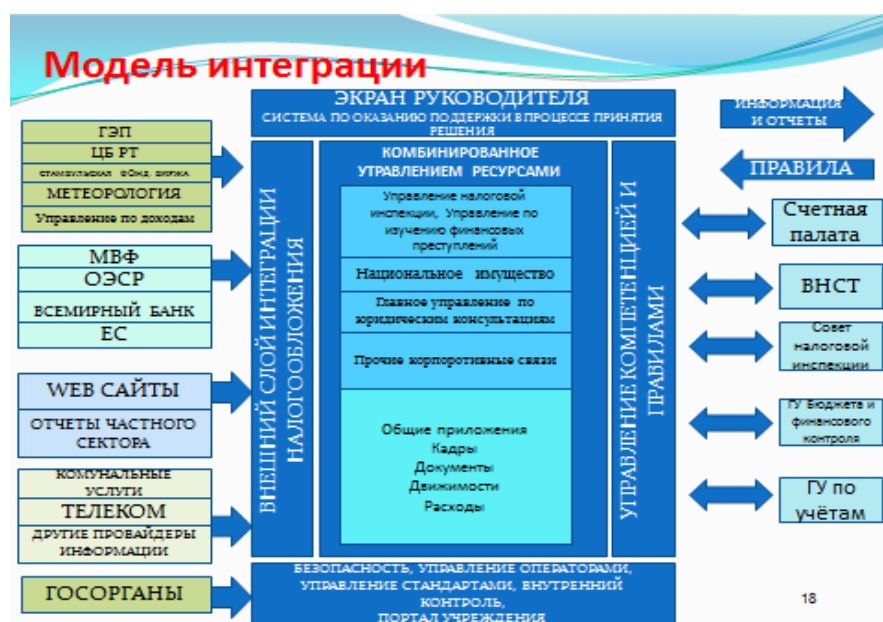 Модель интеграции
ЭКРАН РУКОВОДИТЕЛЯ
СИСТЕМА ПО ОКАЗАНИЮ ПОДДЕРЖКИ В ПРОЦЕССЕ ПРИНЯТИЯ
РЕШЕНИЯ
ИНФОРМАЦИЯ
И ОТЧЕТЫ
ПРАВИЛА
ГЭП
ЦБ РТ
СТАМБУЛЬСКАЯ ФОНД. БИРЖА
МЕТЕОРОЛОГИЯ
Управление по доходам
МВФ
ОЭСР
ВСЕМИРНЫЙ БАНК
ЕС
WEB САЙТЫ
ОТЧЕТЫ ЧАСТНОГО
СЕКТОРА
КОМУНАЛЬНЫЕ
УСЛУГИ
ТЕЛЕКОМ
ДРУГИЕ ПРОВАЙДЕРЫ
ИНФОРМАЦИИ
ГОСОРГАНЫ
ВНЕШНИЙ СЛОЙ ИНТЕГРАЦИИ
НАЛОГООБЛОЖЕНИЯ
КОМБИНИРОВАННОЕ
УПРАВЛЕНИЕМ РЕСУРСАМИ
Управление налоговой
инспекции, Управление по
изучению финансовых
преступлений
Национальное имущество
Главное управление по
юридическим консультациям
Прочие корпоротивные связи
Общие приложения
Кадры
Документы
Движимости
Расходы
УПРАВЛЕНИЕ КОМПЕТЕНЦИЕЙ И
ПРАВИЛАМИ
Счетная
палата
ВНСТ
Совет
налоговой
инспекции
ГУ Бюджета и
финансового
контроля
ГУ по
учётам
БЕЗОПАСНОСТЬ, УПРАВЛЕНИЕ ОПЕРАТОРАМИ,
УПРАВЛЕНИЕ СТАНДАРТАМИ, ВНУТРЕННИЙ
КОНТРОЛЬ,
ПОРТАЛ УЧРЕЖДЕНИЯ
18